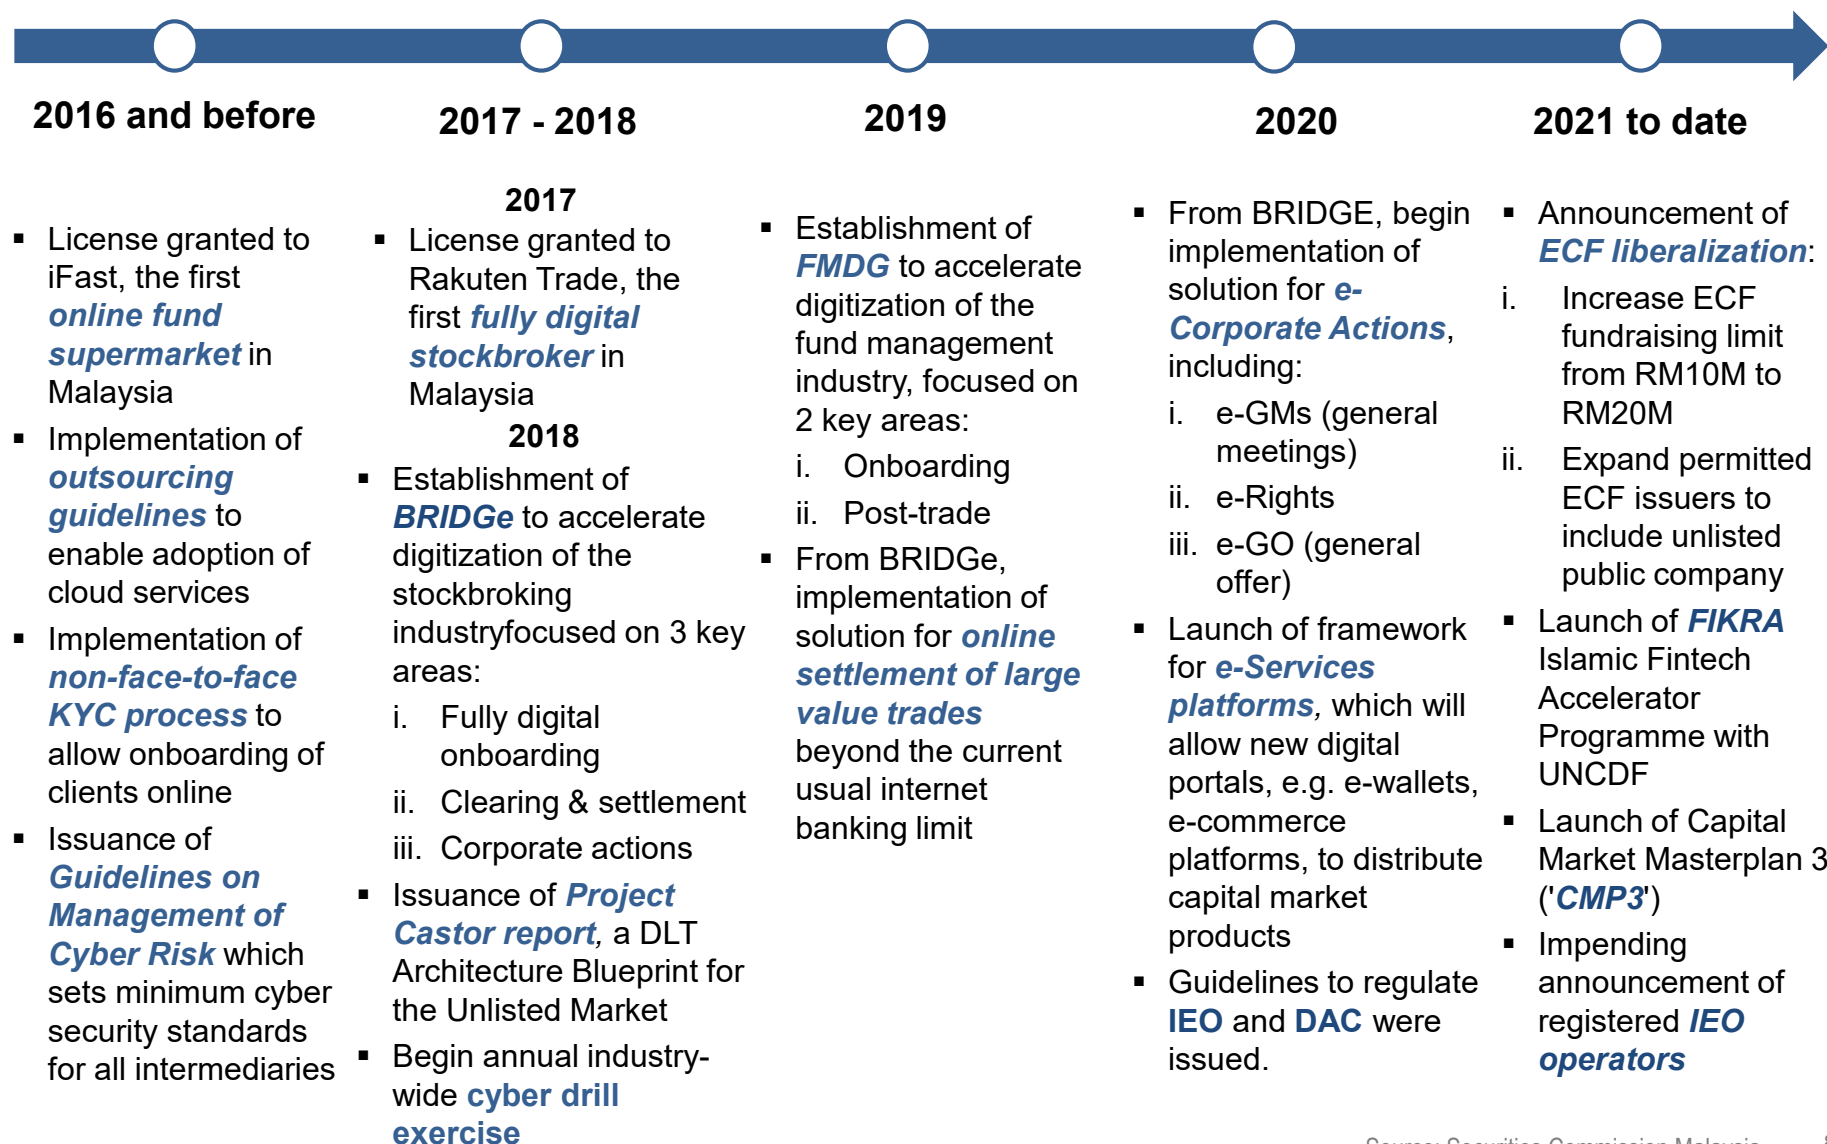 2016 and before
▪ License granted to
iFast, the first
online fund
supermarket in
Malaysia
▪ Implementation of
outsourcing
guidelines to
enable adoption of
cloud services
▪ Implementation of
non-face-to-face
KYC process to
allow onboarding of
clients online
▪ Issuance of
Guidelines on
Management of
Cyber Risk which
sets minimum cyber
security standards
for all intermediaries
2017 - 2018
2017
▪ License granted to
Rakuten Trade, the
first fully digital
stockbroker in
Malaysia
2018
▪ Establishment of
BRIDGe to accelerate
digitization of the
stockbroking
industryfocused on 3 key
areas:
i. Fully digital
onboarding
ii. Clearing & settlement
iii. Corporate actions
▪ Issuance of Project
Castor report, a DLT
Architecture Blueprint for
the Unlisted Market
▪ Begin annual industry-
wide cyber drill
exercise
2019
▪ Establishment of
FMDG to accelerate
digitization of the
fund management
industry, focused on
2 key areas:
i. Onboarding
ii. Post-trade
▪ From BRIDGe,
implementation of
solution for online
settlement of large
value trades
beyond the current
usual internet
banking limit
2020
▪ From BRIDGE, begin
implementation of
solution for e-
Corporate Actions,
including:
i. e-GMs (general
meetings)
ii. e-Rights
iii. e-GO (general
offer)
▪ Launch of framework
for e-Services
platforms, which will
allow new digital
portals, e.g. e-wallets,
e-commerce
platforms, to distribute
capital market
products
▪ Guidelines to regulate
IEO and DAC were
issued.
2021 to date
▪ Announcement of
ECF liberalization:
i. Increase ECF
fundraising limit
from RM10M to
RM20M
ii. Expand permitted
ECF issuers to
include unlisted
public company
▪ Launch of FIKRA
Islamic Fintech
Accelerator
Programme with
UNCDF
▪ Launch of Capital
Market Masterplan 3
('CMP3')
▪ Impending
announcement of
registered IEO
operators
Source: Securities Commission Malaysia